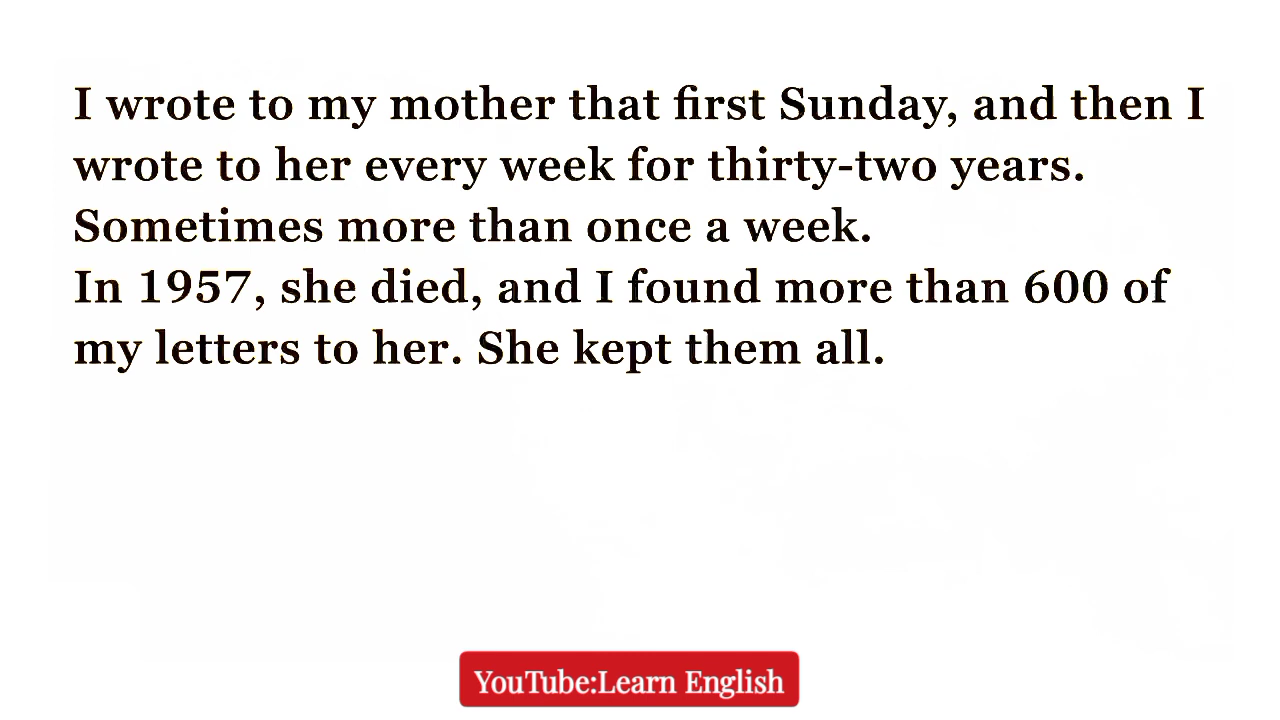 I wrote to my mother that first Sunday, and then I
wrote to her every week for thirty-two years.
Sometimes more than once a week.
In 1957, she died, and I found more than 600 of
my letters to her. She kept them all.
YouTube:Learn English